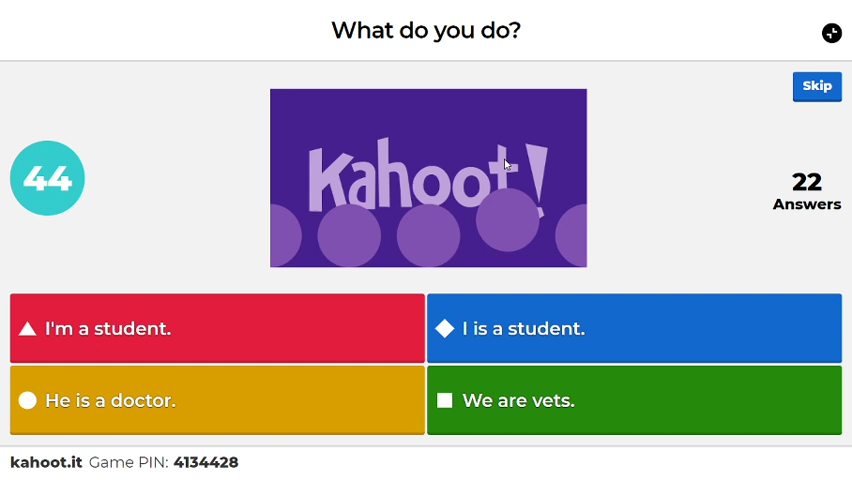 What do you do?
Skip
Kahoot!
44
22
Answers
I'm a student.
I is a student.
He is a doctor.
We are vets.
kahoot.it Game PIN: 4134428